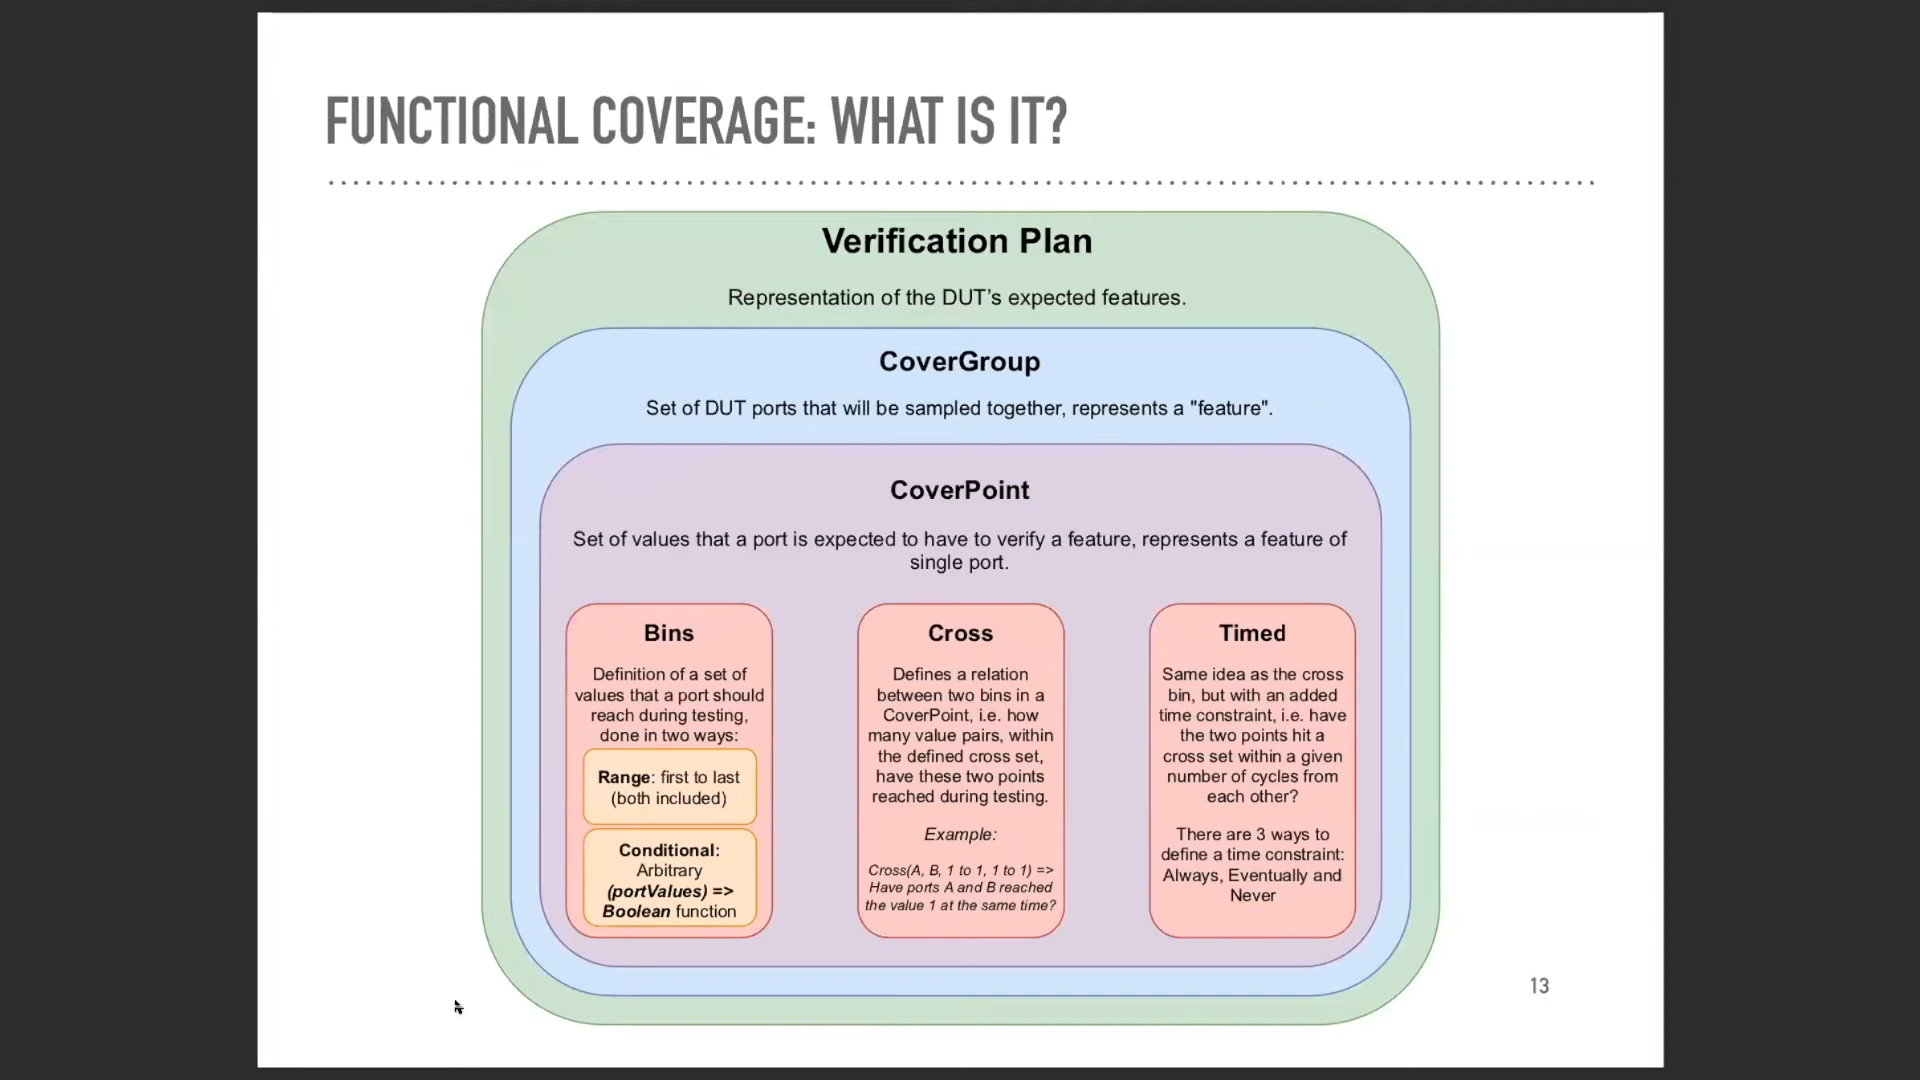 FUNCTIONAL COVERAGE: WHAT IS IT?
Verification Plan
Representation of the DUT’s expected features.
CoverGroup
Set of DUT ports that will be sampled together, represents a "feature".
CoverPoint
Set of values that a port is expected to have to verify a feature, represents a feature of
single port.
Bins
Definition of a set of
values that a port should
reach during testing,
done in two ways:
Range: first to last
(both included)
Conditional:
Arbitrary
(portValues) =>
Boolean function
Cross
Defines a relation
between two bins in a
CoverPoint, i.e. how
many value pairs, within
the defined cross set,
have these two points
reached during testing.
Example:
Cross(A, B, 1 to 1, 1 to 1) =>
Have ports A and B reached
the value 1 at the same time?
Timed
Same idea as the cross
bin, but with an added
time constraint, i.e. have
the two points hit a
cross set within a given
number of cycles from
each other?
There are 3 ways to
define a time constraint:
Always, Eventually and
Never
13